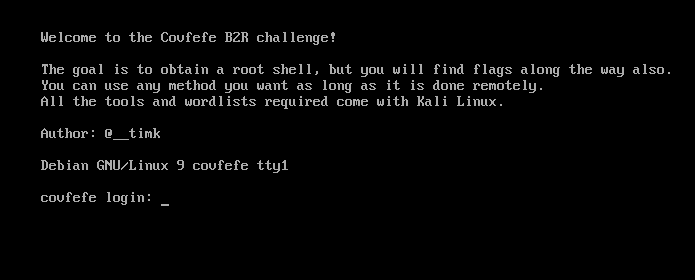 Welcome to the Covfefe B2R challenge!
The goal is to obtain a root shell, but you will find flags along the way also.
You can use any method you want as long as it is done remotely.
All the tools and wordlists required come with Kali Linux.
Author: @__timk
Debian GNU/Linux 9 covfefe tty1
covfefe login: _